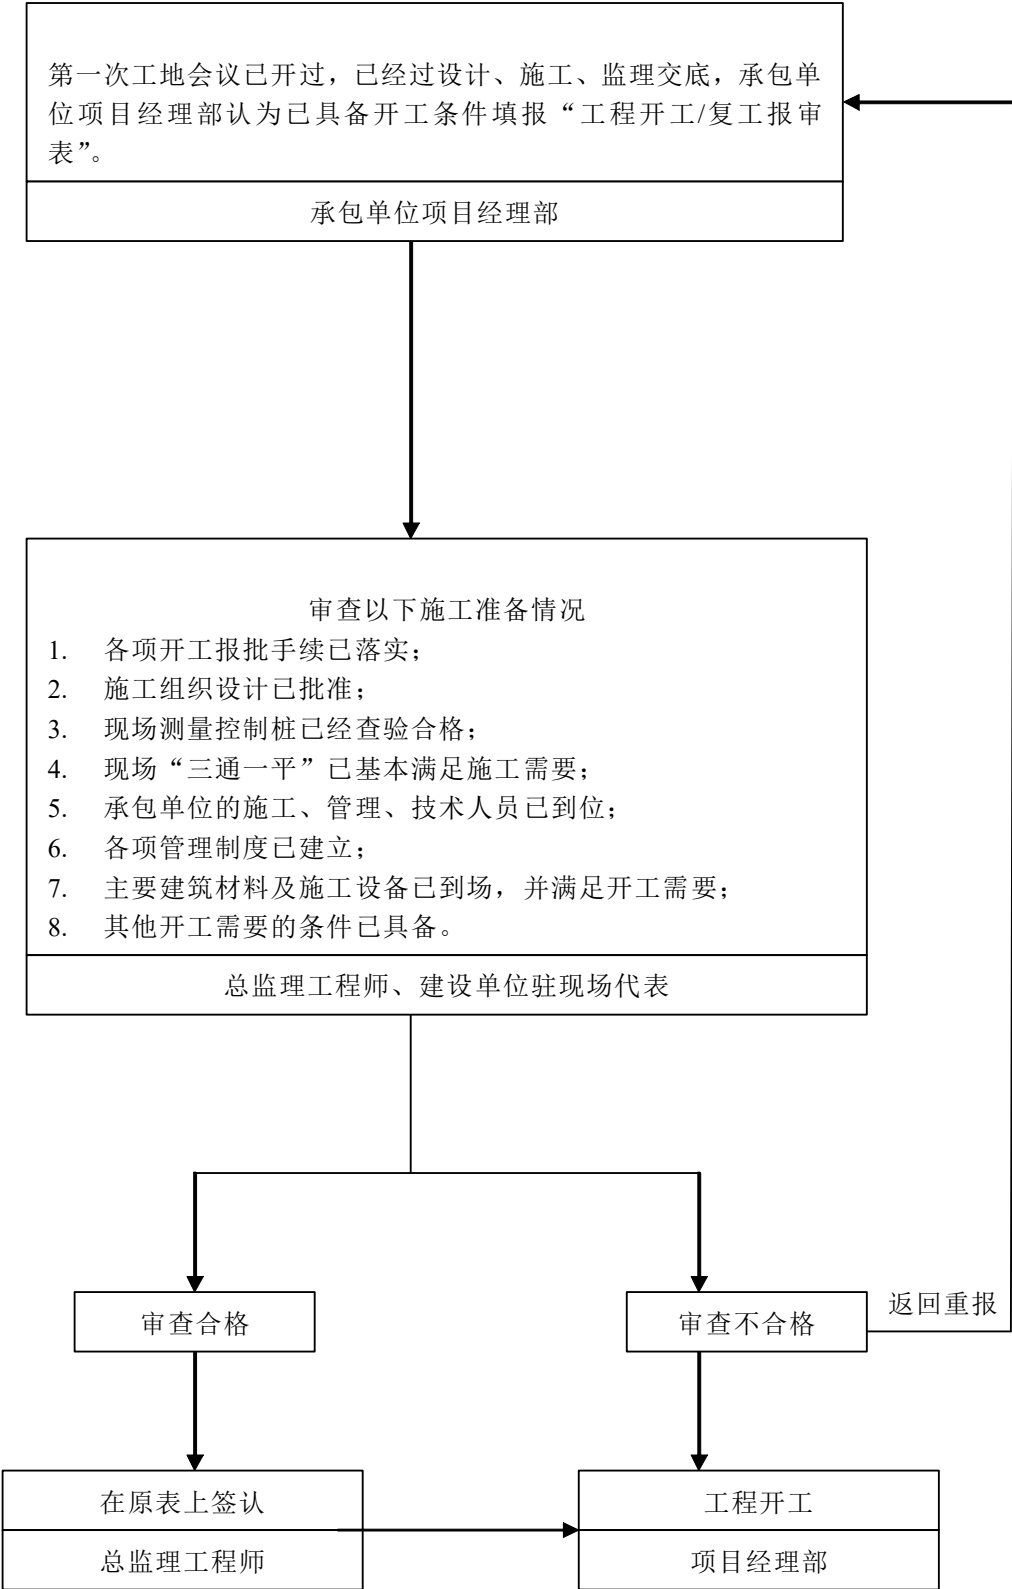 第一次工地会议已开过，已经过设计、施工、监理交底，承包单
位项目经理部认为已具备开工条件填报“工程开工/复工报审
表”。
承包单位项目经理部
审查以下施工准备情况
1. 各项开工报批手续已落实；
2. 施工组织设计已批准；
3. 现场测量控制桩已经查验合格；
4. 现场“三通一平”已基本满足施工需要；
5. 承包单位的施工、管理、技术人员已到位；
6. 各项管理制度已建立；
7. 主要建筑材料及施工设备已到场，并满足开工需要；
8. 其他开工需要的条件已具备。
总监理工程师、建设单位驻现场代表
审查合格
审查不合格
返回重报
在原表上签认
总监理工程师
工程开工
项目经理部